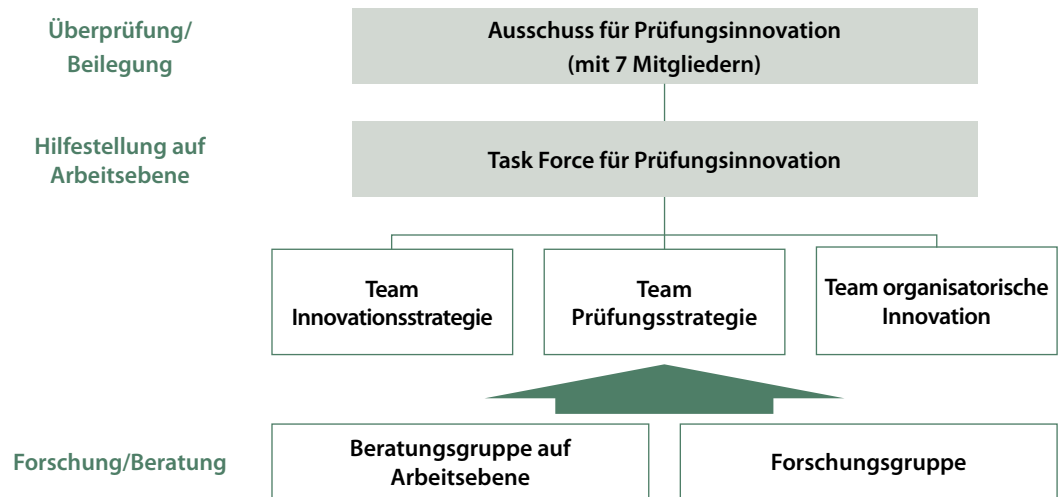 Überprüfung/
Beilegung
Ausschuss für Prüfungsinnovation
(mit 7 Mitgliedern)
Hilfestellung auf
Arbeitsebene
Task Force für Prüfungsinnovation
Team
Innovationsstrategie
Team
Prüfungsstrategie
Team organisatorische
Innovation
Forschung/Beratung
Beratungsgruppe auf
Arbeitsebene
Forschungsgruppe